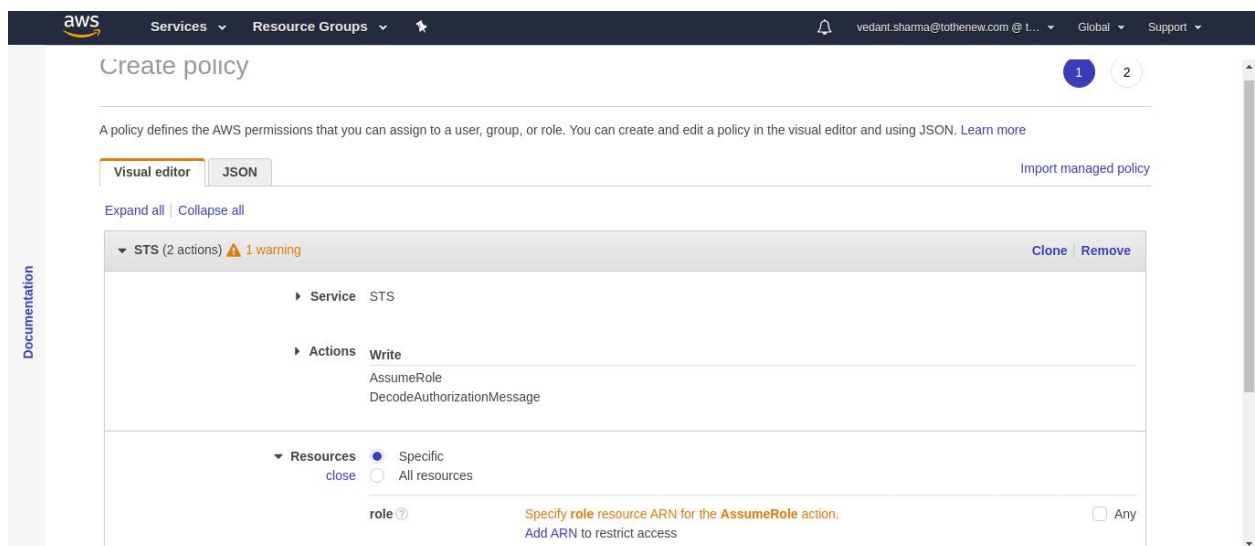 aws Services Resource Groups vedant.sharma@tothenew.com @ t... Global Support
Create policy 1 2
A policy defines the AWS permissions that you can assign to a user, group, or role. You can create and edit a policy in the visual editor and using JSON. Learn more
Visual editor JSON Import managed policy
Expand all | Collapse all
STS (2 actions) 1 warning Clone | Remove
Documentation
Service STS
Actions Write
AssumeRole
DecodeAuthorizationMessage
Resources Specific
close All resources
role ? Specify role resource ARN for the AssumeRole action. Any
Add ARN to restrict access